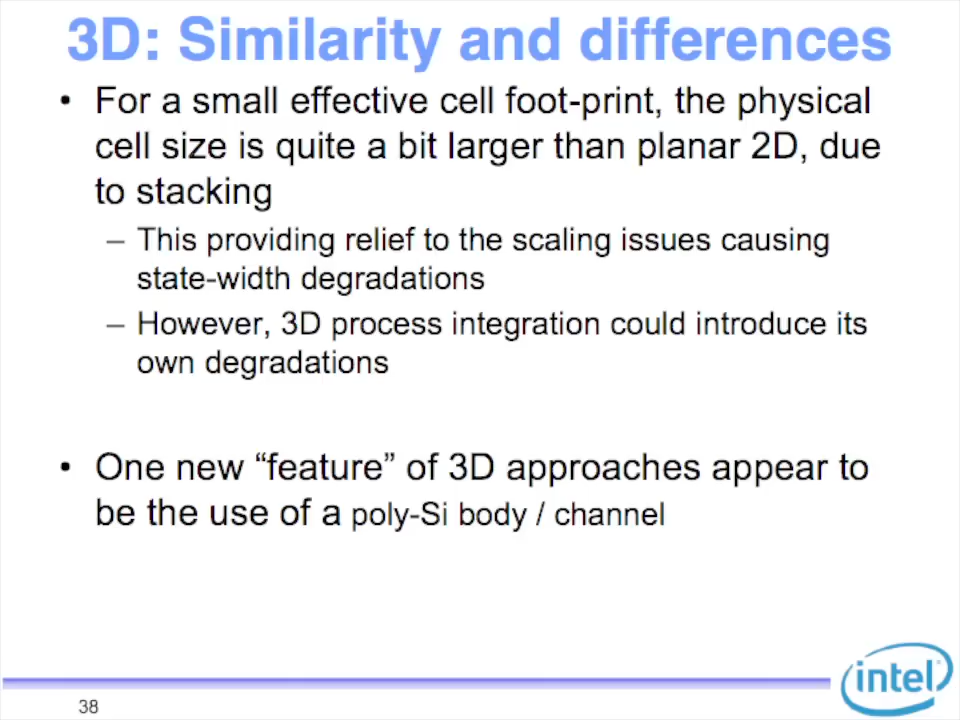 3D: Similarity and differences
• For a small effective cell foot-print, the physical
cell size is quite a bit larger than planar 2D, due
to stacking
– This providing relief to the scaling issues causing
state-width degradations
– However, 3D process integration could introduce its
own degradations
• One new “feature” of 3D approaches appear to
be the use of a poly-Si body / channel
intel
38